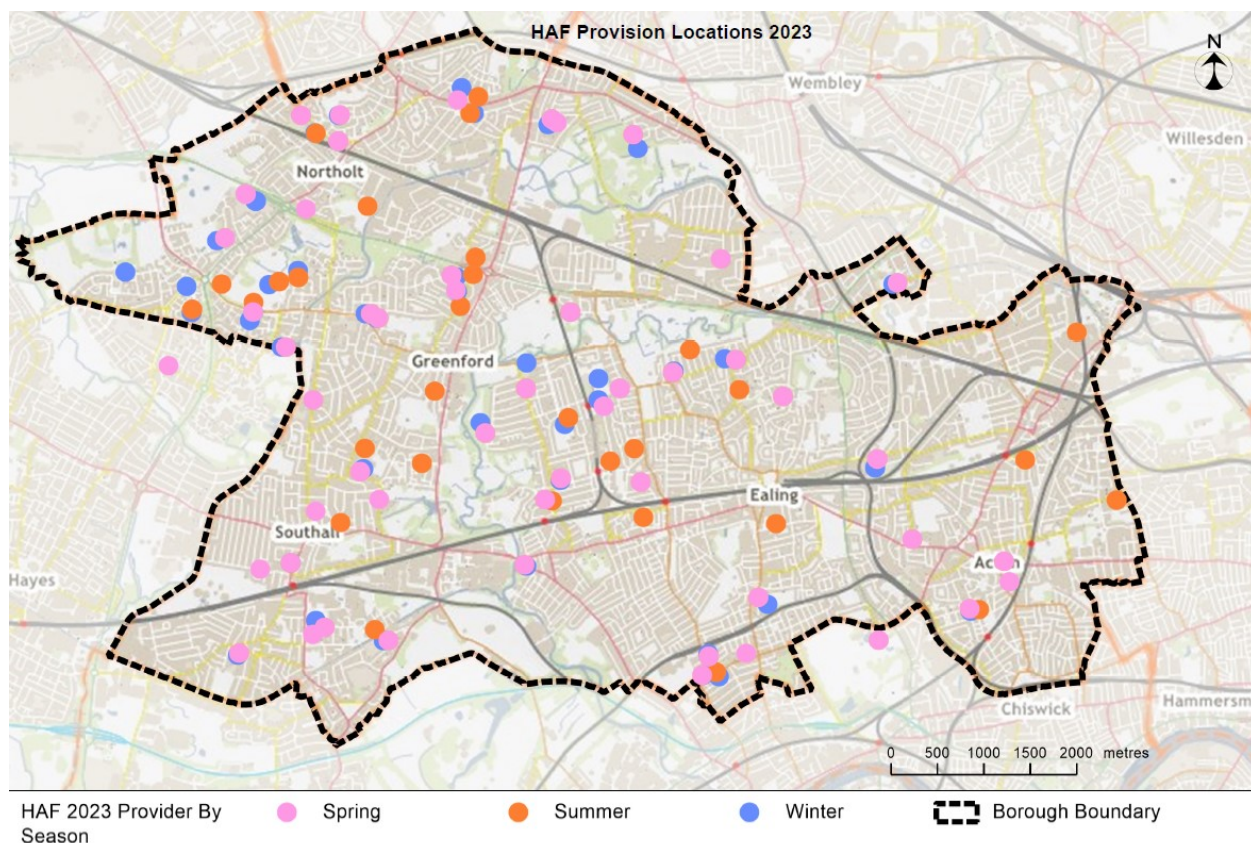 HAF Provision Locations 2023
N
Wembley
Willesden
Northolt
Greenford
Ealing
Southall
Hayes
Acton
Chiswick
Hammersm
0 500 1000 1500 2000 metres
HAF 2023 Provider By
Season
Spring
Summer
Winter
Borough Boundary